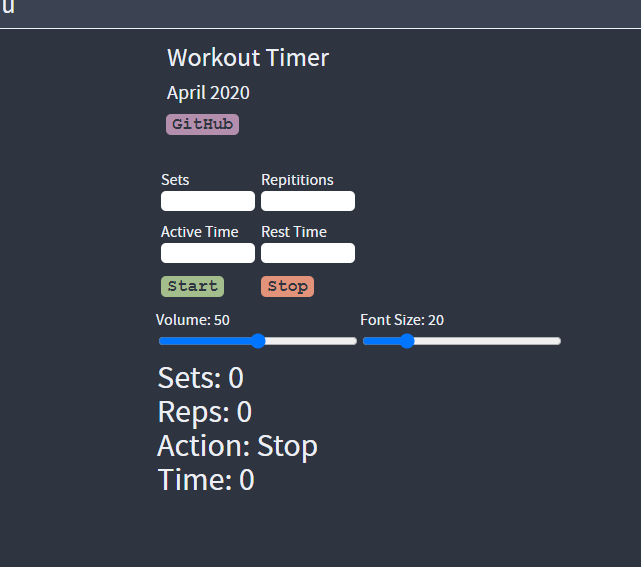 u
Workout Timer
April 2020
GitHub
Sets Repititions
Active Time Rest Time
Start Stop
Volume: 50 Font Size: 20
Sets: 0
Reps: 0
Action: Stop
Time: 0